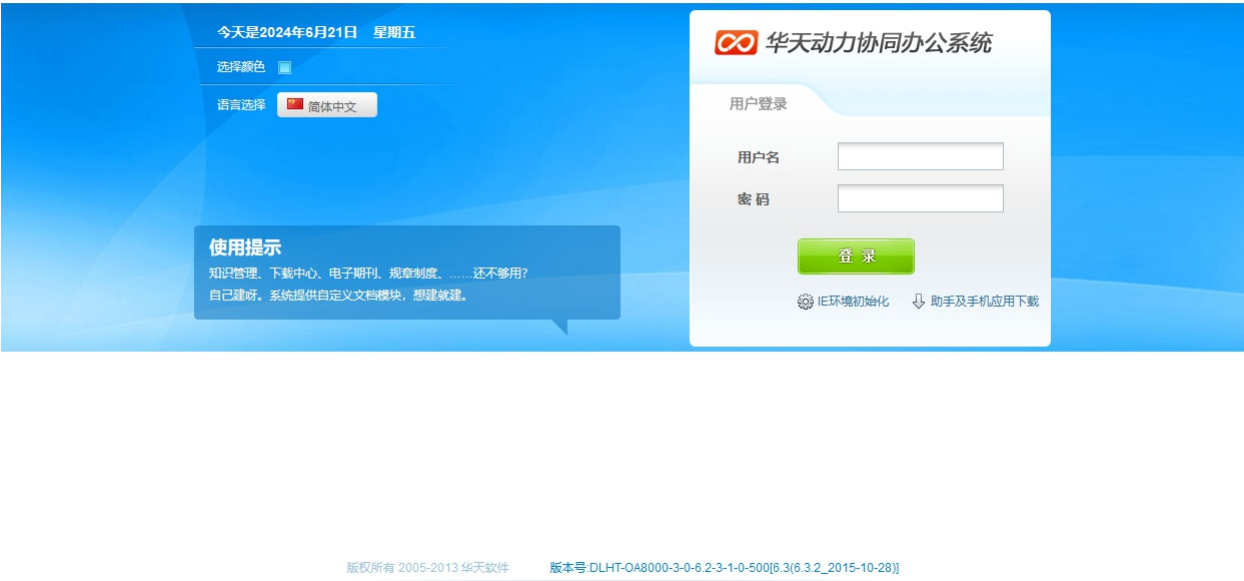 今天是2024年6月21日 星期五
选择颜色
语言选择 简体中文
使用提示
知识管理、下载中心、电子期刊、规章制度、……还不够用?
自己建呀。系统提供自定义文档模块，想建就建。
华天动力协同办公系统
用户登录
用户名
密 码
登 录
IE环境初始化 助手及手机应用下载
版权所有 2005-2013 华天软件 版本号:DLHT-OA8000-3-0-6.2-3-1-0-500[6.3(6.3.2_2015-10-28)]